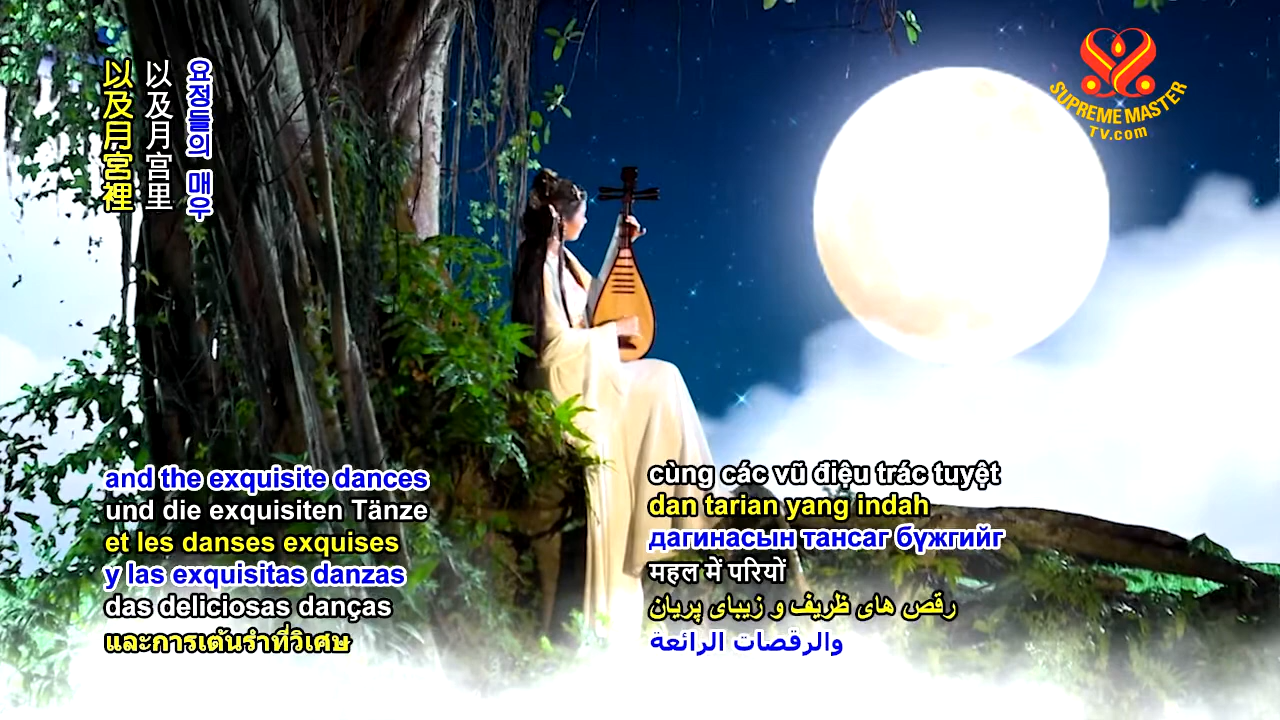 以及月宮裡
以及月宫里
요정들의 매우
SUPREME MASTER
TV.com
and the exquisite dances
und die exquisiten Tänze
et les danses exquises
y las exquisitas danzas
das deliciosas danças
และการเต้นรำที่วิเศษ
cùng các vũ điệu trác tuyệt
dan tarian yang indah
дагинасын тансаг бүжгийг
महल में परियों
رقص های ظریف و زیبای پریان
والرقصات الرائعة